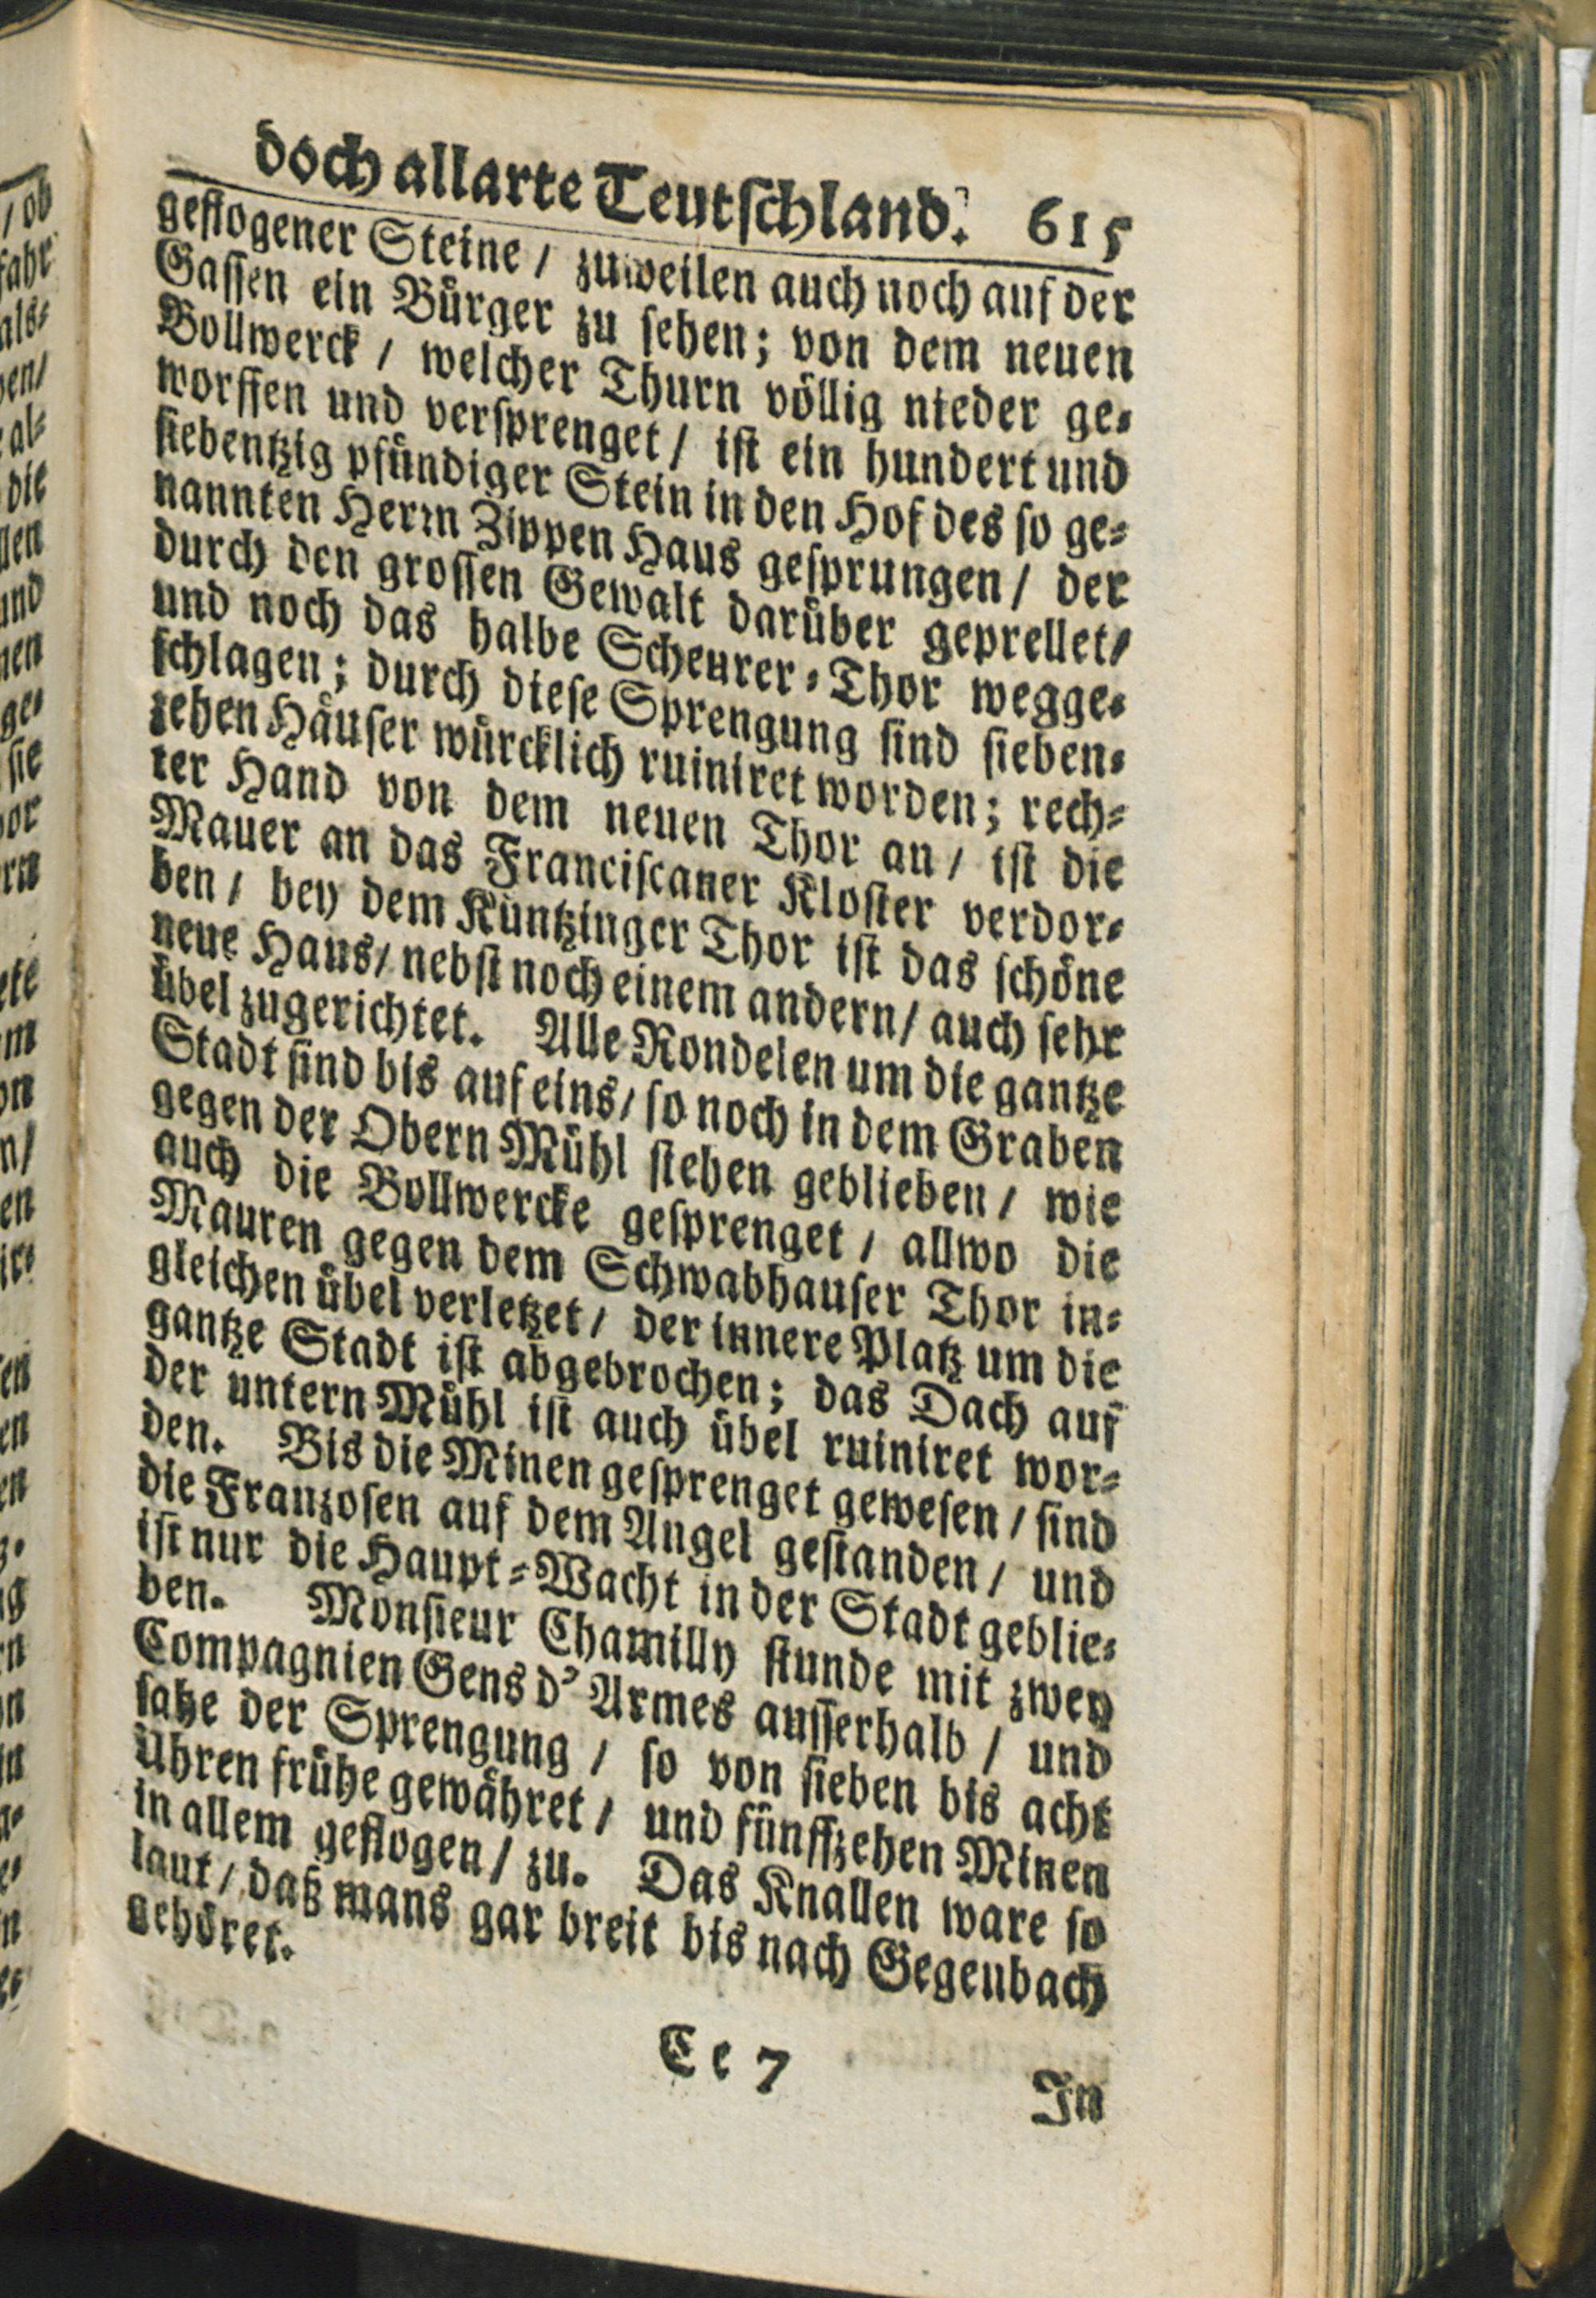 doch allarte Teutschland. 615
geflogener Steine / zuweilen auch noch auf der
Gassen ein Bürger zu sehen; von dem neuen
Bollwerck / welcher Thurn völlig nieder ge-
worffen und versprenget / ist ein hundert und
siebentzig pfündiger Stein in den Hof des so ge-
nannten Herrn Zippen Haus gesprungen / der
durch den grossen Gewalt darüber geprellet /
und noch das halbe Scheurer-Thor wegge-
schlagen; durch diese Sprengung sind sieben-
zehen Häuser würcklich ruiniret worden; rech-
ter Hand von dem neuen Thor an / ist die
Mauer an das Franciscaner Kloster verdor-
ben / bey dem Kuntzinger Thor ist das schöne
neue Haus / nebst noch einem andern / auch sehr
übel zugerichtet. Alle Rondelen um die gantze
Stadt sind bis auf eins / so noch in dem Graben
gegen der Obern Mühl stehen geblieben / wie
auch die Bollwercke gesprenget / allwo die
Mauren gegen dem Schwabhauser Thor in-
gleichen übel verletzet / der innere Platz um die
gantze Stadt ist abgebrochen; das Dach auf
der untern Mühl ist auch übel ruiniret wor-
den. Bis die Minen gesprenget gewesen / sind
die Franzosen auf dem Angel gestanden / und
ist nur die Haupt-Wacht in der Stadt geblie-
ben. Monsieur Chamilly stunde mit zwey
Compagnien Gens d'Armes ausserhalb / und
sahe der Sprengung / so von sieben bis acht
Uhren frühe gewähret / und fünffzehen Minen
in allem geflogen / zu. Das Knallen ware so
laut / daß mans gar breit bis nach Gegenbach
gehöret.
Ee 7
In